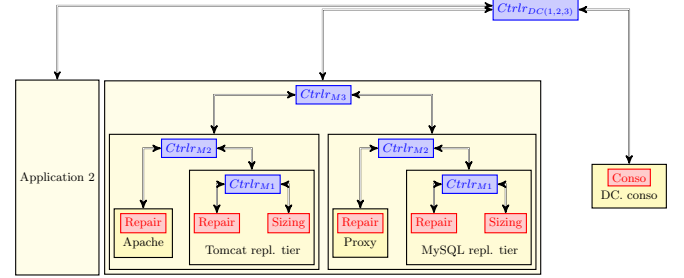 Ctrlr_DC(1,2,3)
Ctrlr_M3
Ctrlr_M2
Ctrlr_M2
Application 2
Ctrlr_M1
Ctrlr_M1
Conso
DC. conso
Repair
Repair
Sizing
Repair
Repair
Sizing
Apache
Tomcat repl. tier
Proxy
MySQL repl. tier